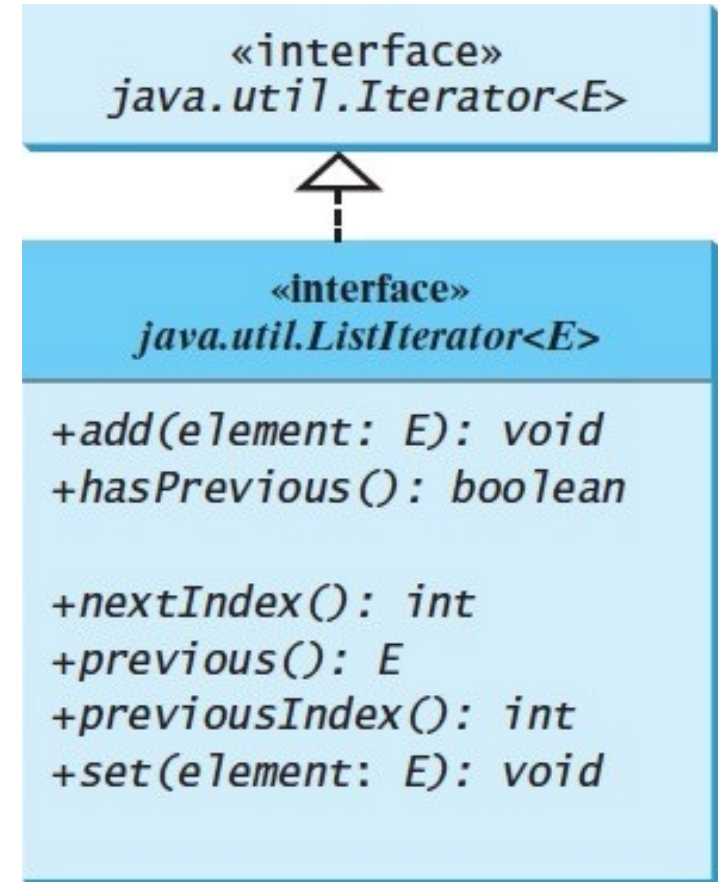 «interface»
java.util.Iterator<E>
«interface»
java.util.ListIterator<E>
+add(element: E): void
+hasPrevious(): boolean
+nextIndex(): int
+previous(): E
+previousIndex(): int
+set(element: E): void